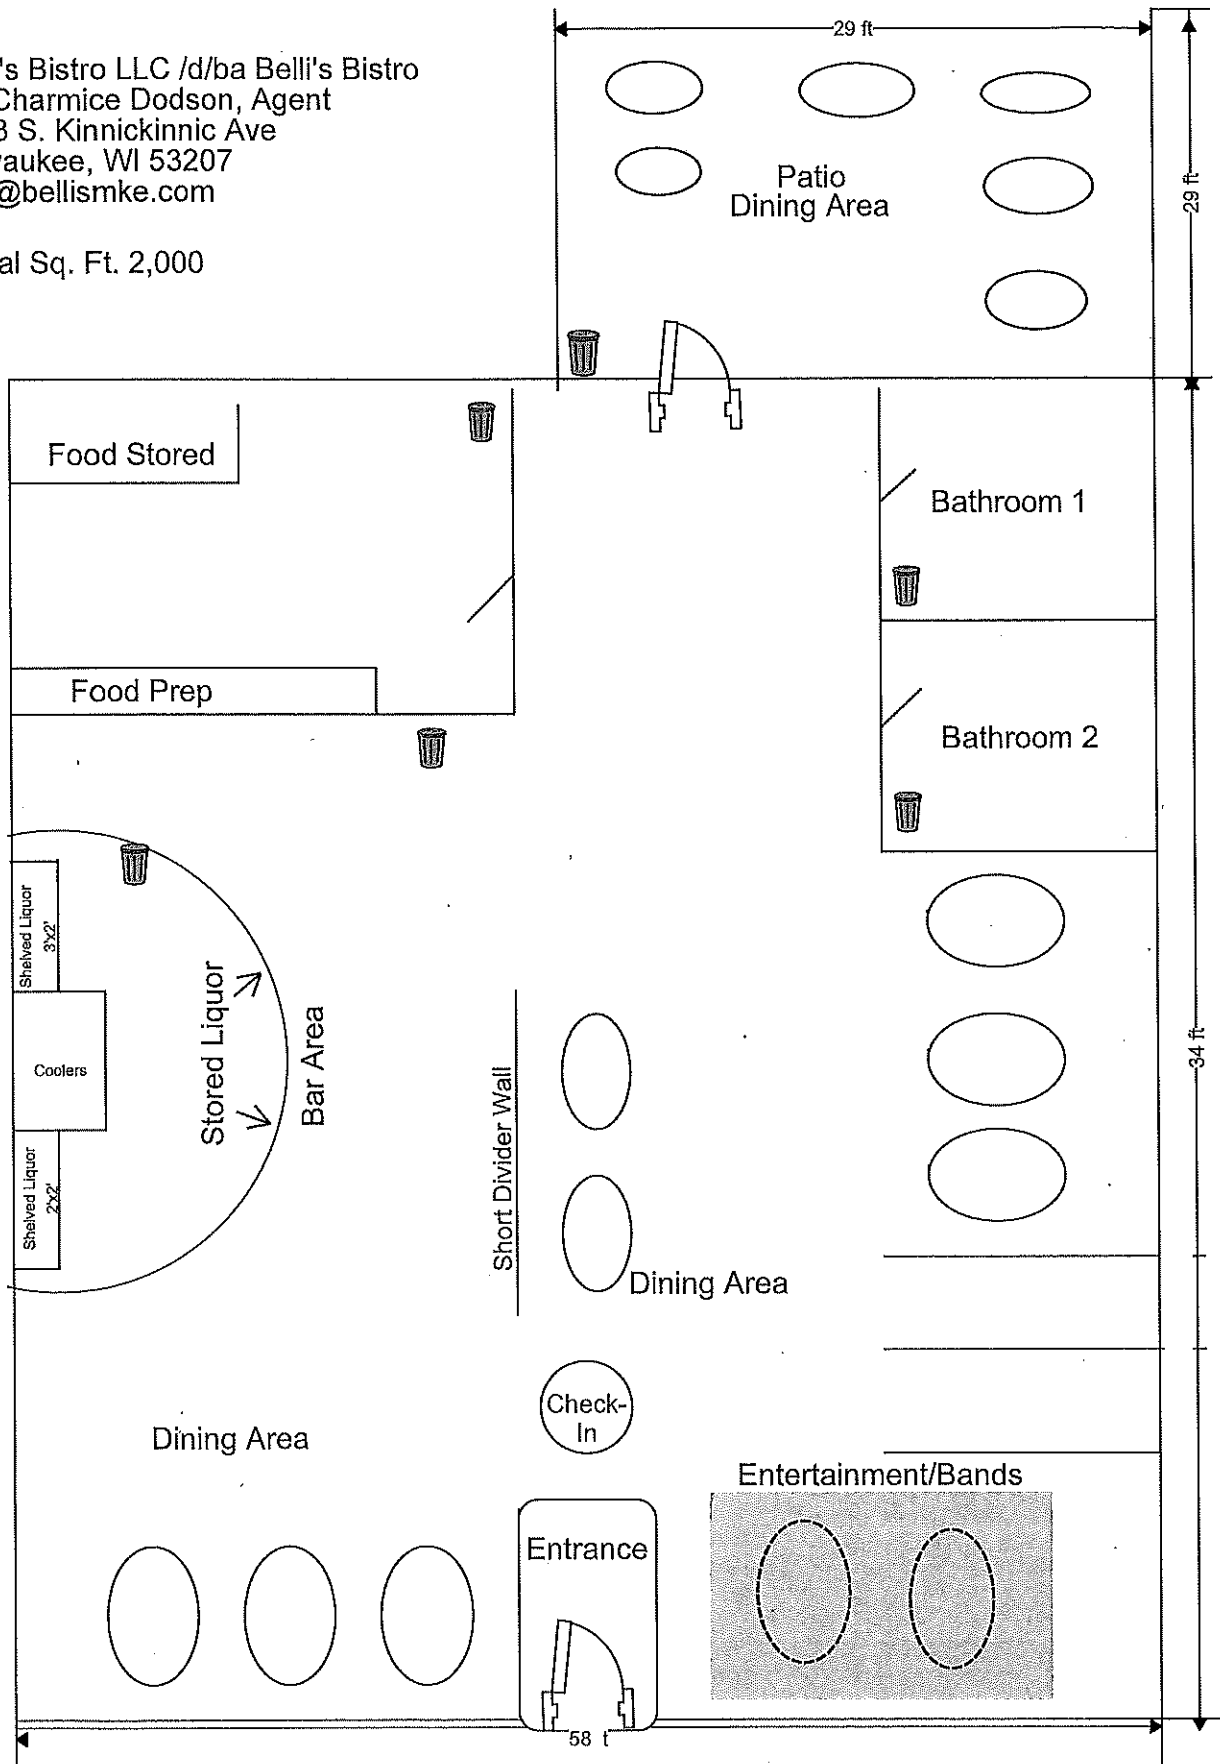 's Bistro LLC /d/ba Belli's Bistro
Charmice Dodson, Agent
3 S. Kinnickinnic Ave
aukee, WI 53207
@bellismke.com
al Sq. Ft. 2,000
29 ft
Patio
Dining Area
29 ft
Food Stored
Bathroom 1
Food Prep
Bathroom 2
Shelved Liquor
3'x2'
Coolers
Stored Liquor
Bar Area
Shelved Liquor
2'x2'
Short Divider Wall
34 ft
Dining Area
Check-
In
Dining Area
Entertainment/Bands
Entrance
58 t